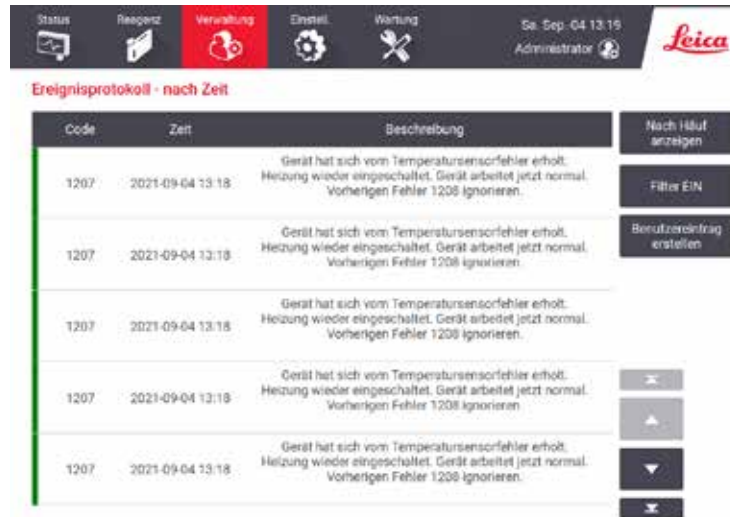 Status Reagenz Verwaltung Einstell. Wartung Sa. Sep. 04 13:19
Administrator
Leica
Ereignisprotokoll - nach Zeit
Code Zeit Beschreibung
Nach Häuf
anzeigen
Filter EIN
Benutzereintrag
erstellen
Gerät hat sich vom Temperatursensorfehler erholt.
1207 2021-09-04 13:18 Heizung wieder eingeschaltet. Gerät arbeitet jetzt normal.
Vorherigen Fehler 1208 ignorieren.
Gerät hat sich vom Temperatursensorfehler erholt.
1207 2021-09-04 13:18 Heizung wieder eingeschaltet. Gerät arbeitet jetzt normal.
Vorherigen Fehler 1208 ignorieren.
Gerät hat sich vom Temperatursensorfehler erholt.
1207 2021-09-04 13:18 Heizung wieder eingeschaltet. Gerät arbeitet jetzt normal.
Vorherigen Fehler 1208 ignorieren.
Gerät hat sich vom Temperatursensorfehler erholt.
1207 2021-09-04 13:18 Heizung wieder eingeschaltet. Gerät arbeitet jetzt normal.
Vorherigen Fehler 1208 ignorieren.
Gerät hat sich vom Temperatursensorfehler erholt.
1207 2021-09-04 13:18 Heizung wieder eingeschaltet. Gerät arbeitet jetzt normal.
Vorherigen Fehler 1208 ignorieren.